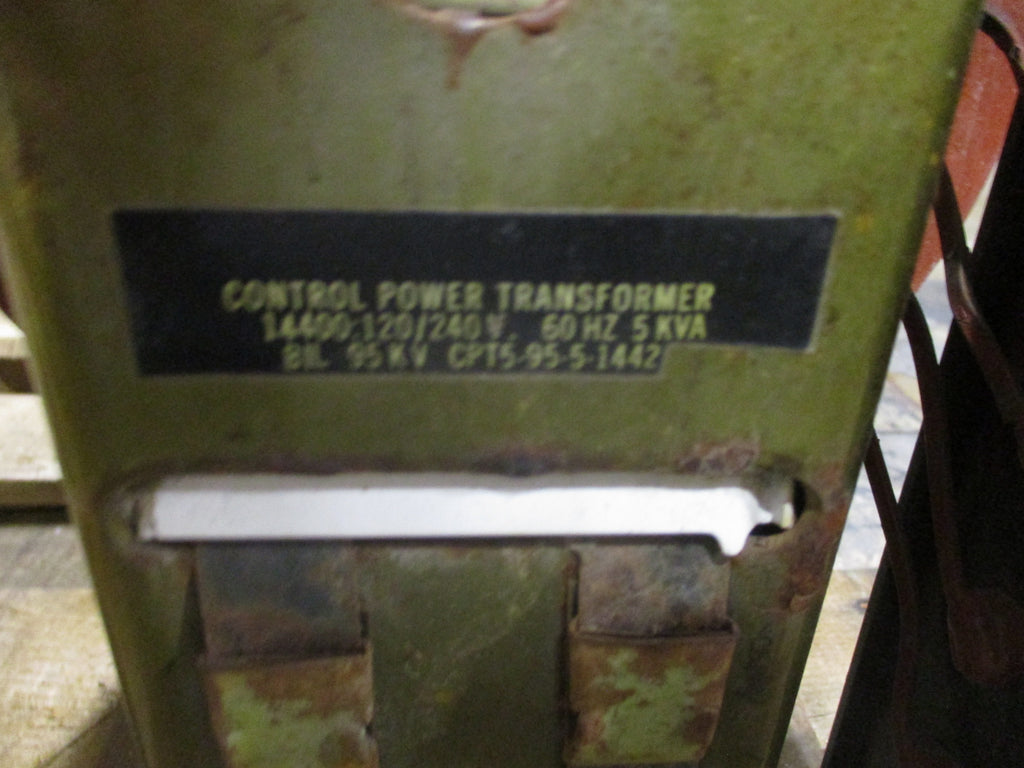 CONTROL POWER TRANSFORMER
14400:120/240 V, 60 HZ 5 KVA
BIL 95 KV CPT5-95-5-1442